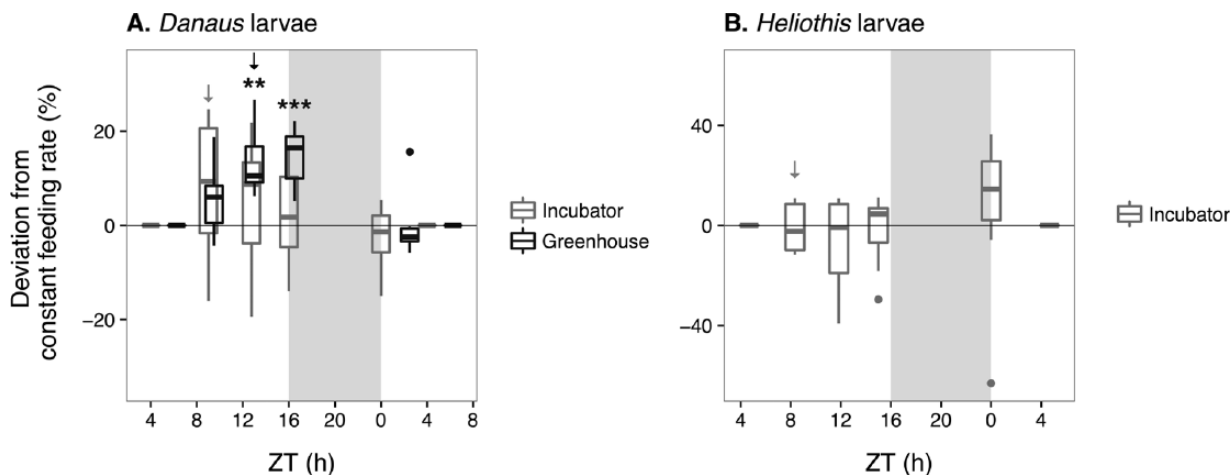 A. Danaus larvae
B. Heliothis larvae
Deviation from
constant feeding rate (%)
20
0
−20
**
***
Incubator
Greenhouse
4 8 12 16 20 0 4 8
ZT (h)
40
0
−40
Incubator
4 8 12 16 20 0 4
ZT (h)